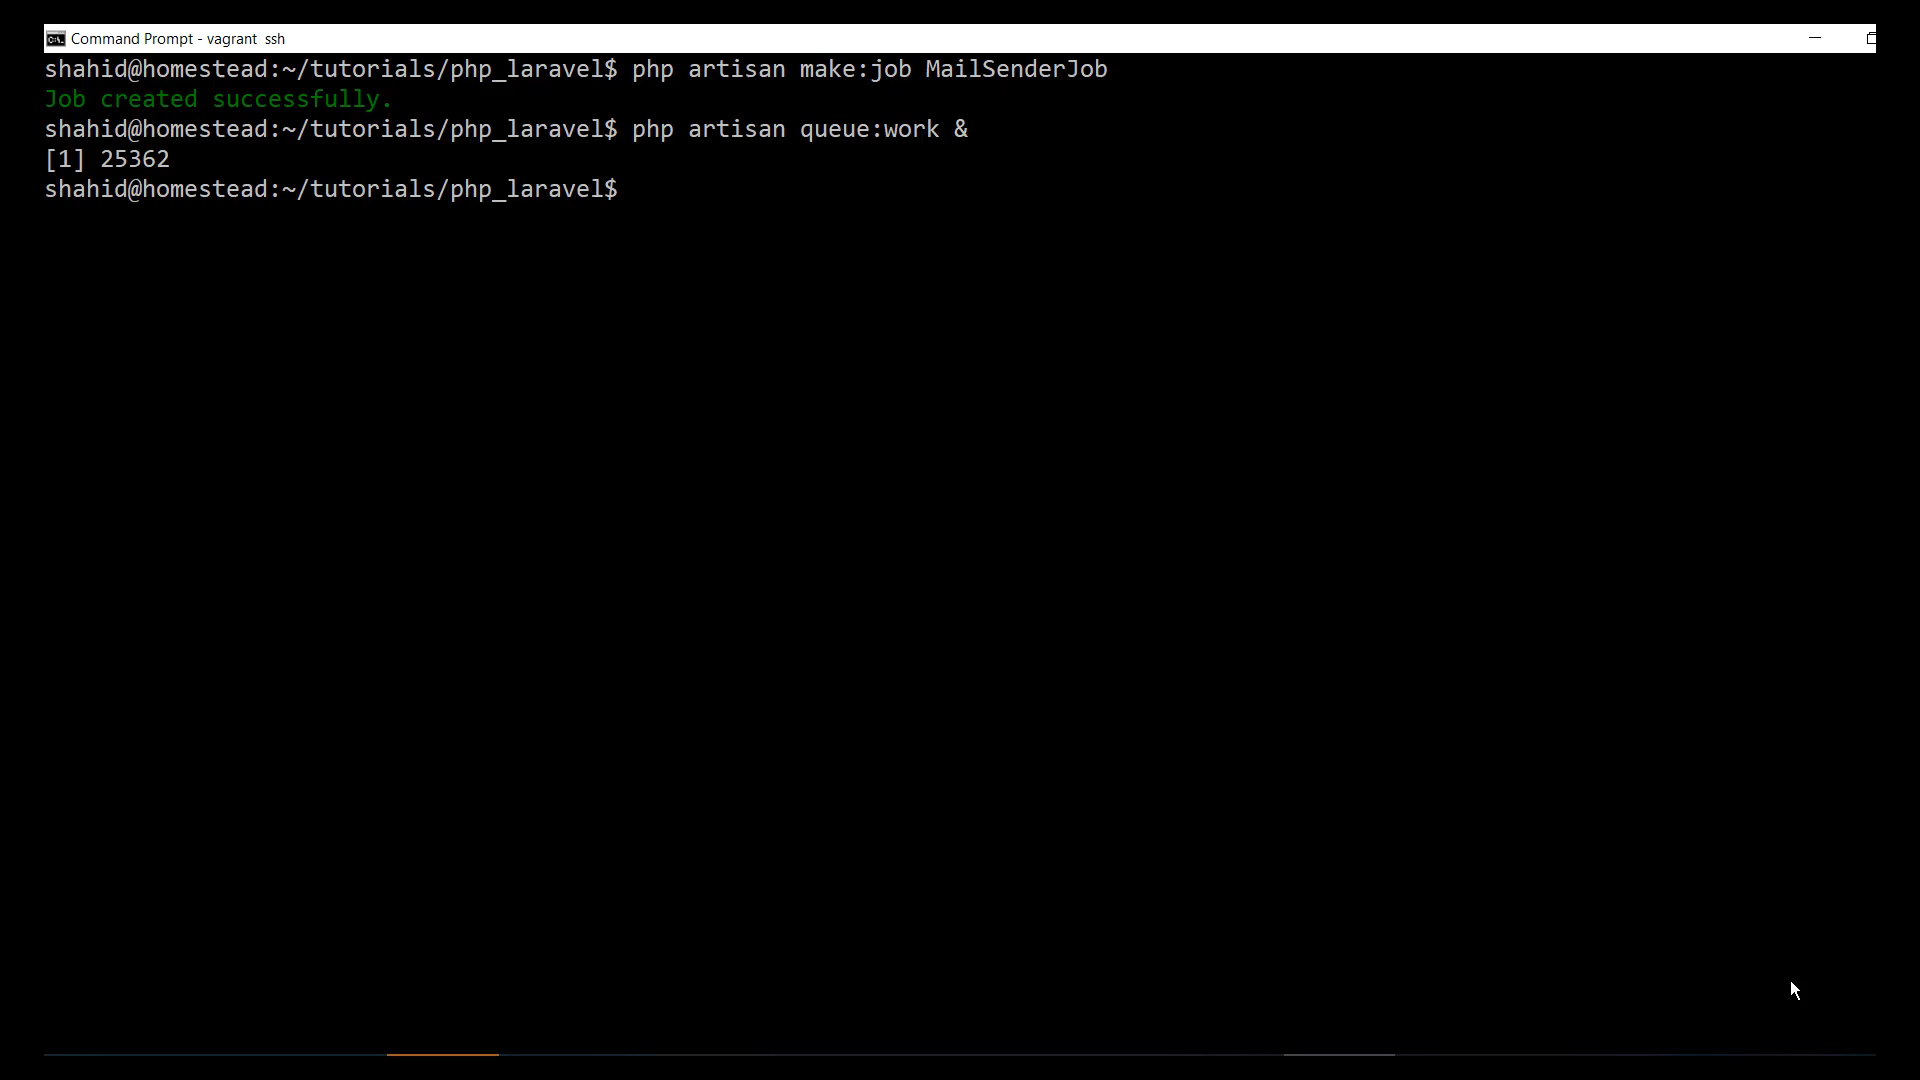 Command Prompt - vagrant  ssh
shahid@homestead:~/tutorials/php_laravel$ php artisan make:job MailSenderJob
Job created successfully.
shahid@homestead:~/tutorials/php_laravel$ php artisan queue:work &
[1] 25362
shahid@homestead:~/tutorials/php_laravel$